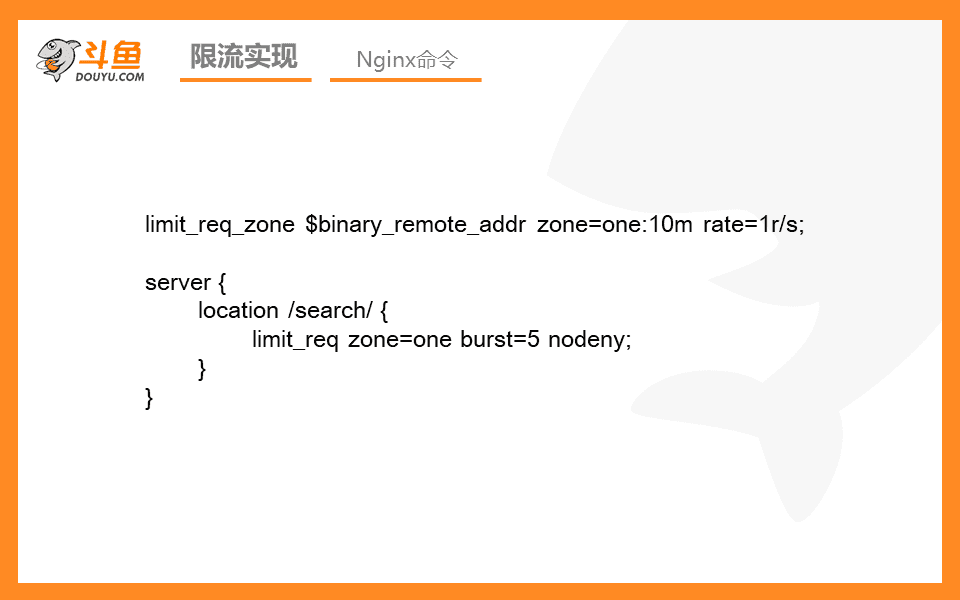 斗鱼
DOUYU.COM
限流实现
Nginx命令
limit_req_zone $binary_remote_addr zone=one:10m rate=1r/s;
server {
location /search/ {
limit_req zone=one burst=5 nodeny;
}
}